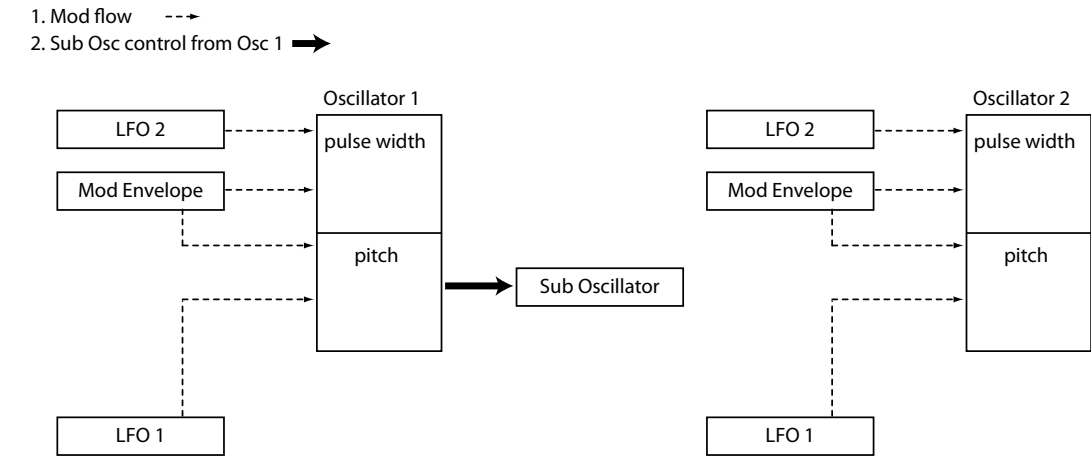 1. Mod flow
2. Sub Osc control from Osc 1
Oscillator 1
LFO 2
pulse width
Mod Envelope
pitch
Sub Oscillator
LFO 1
Oscillator 2
LFO 2
pulse width
Mod Envelope
pitch
LFO 1